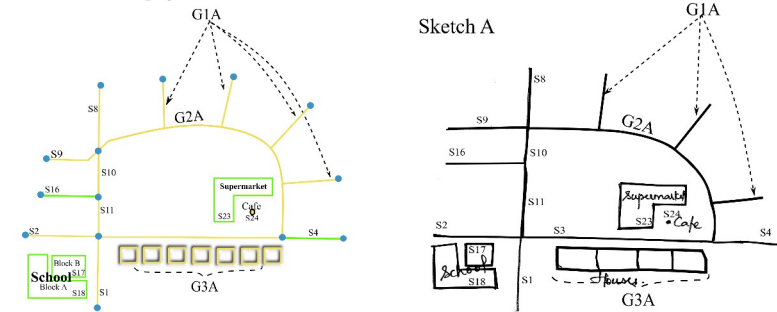 G1A
S8
G2A
S9
S10
S16
S11
Supermarket
Cafe
S23
S24
S2
S4
Block B
S17
School
Block A
S18
S1
G3A
Sketch A
G1A
S8
S9
G2A
S16
S10
Supermarket
S11
S24
S23
Cafe
S2
S3
S4
S17
School
S18
S1
Houses
G3A